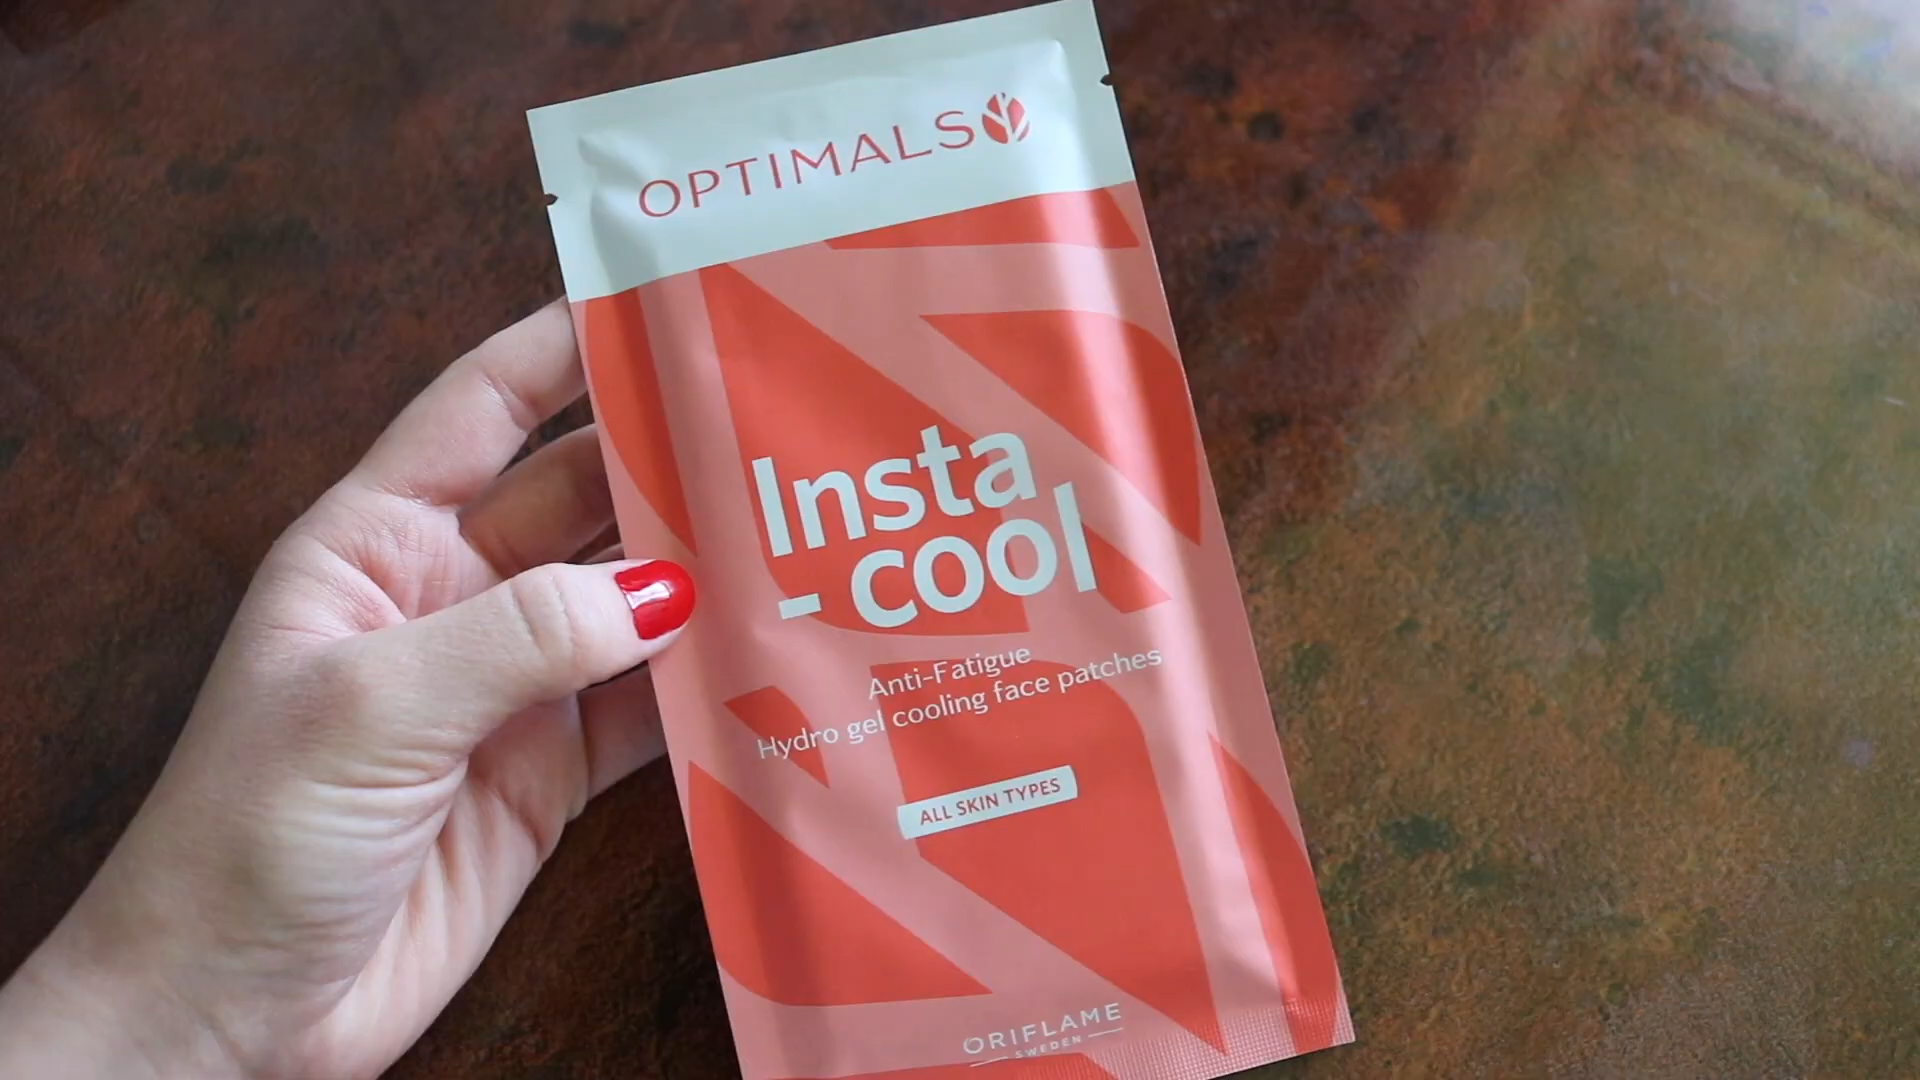 OPTIMALS
Insta
- cool
Anti-Fatigue
Hydro gel cooling face patches
ALL SKIN TYPES
ORIFLAME
SWEDEN